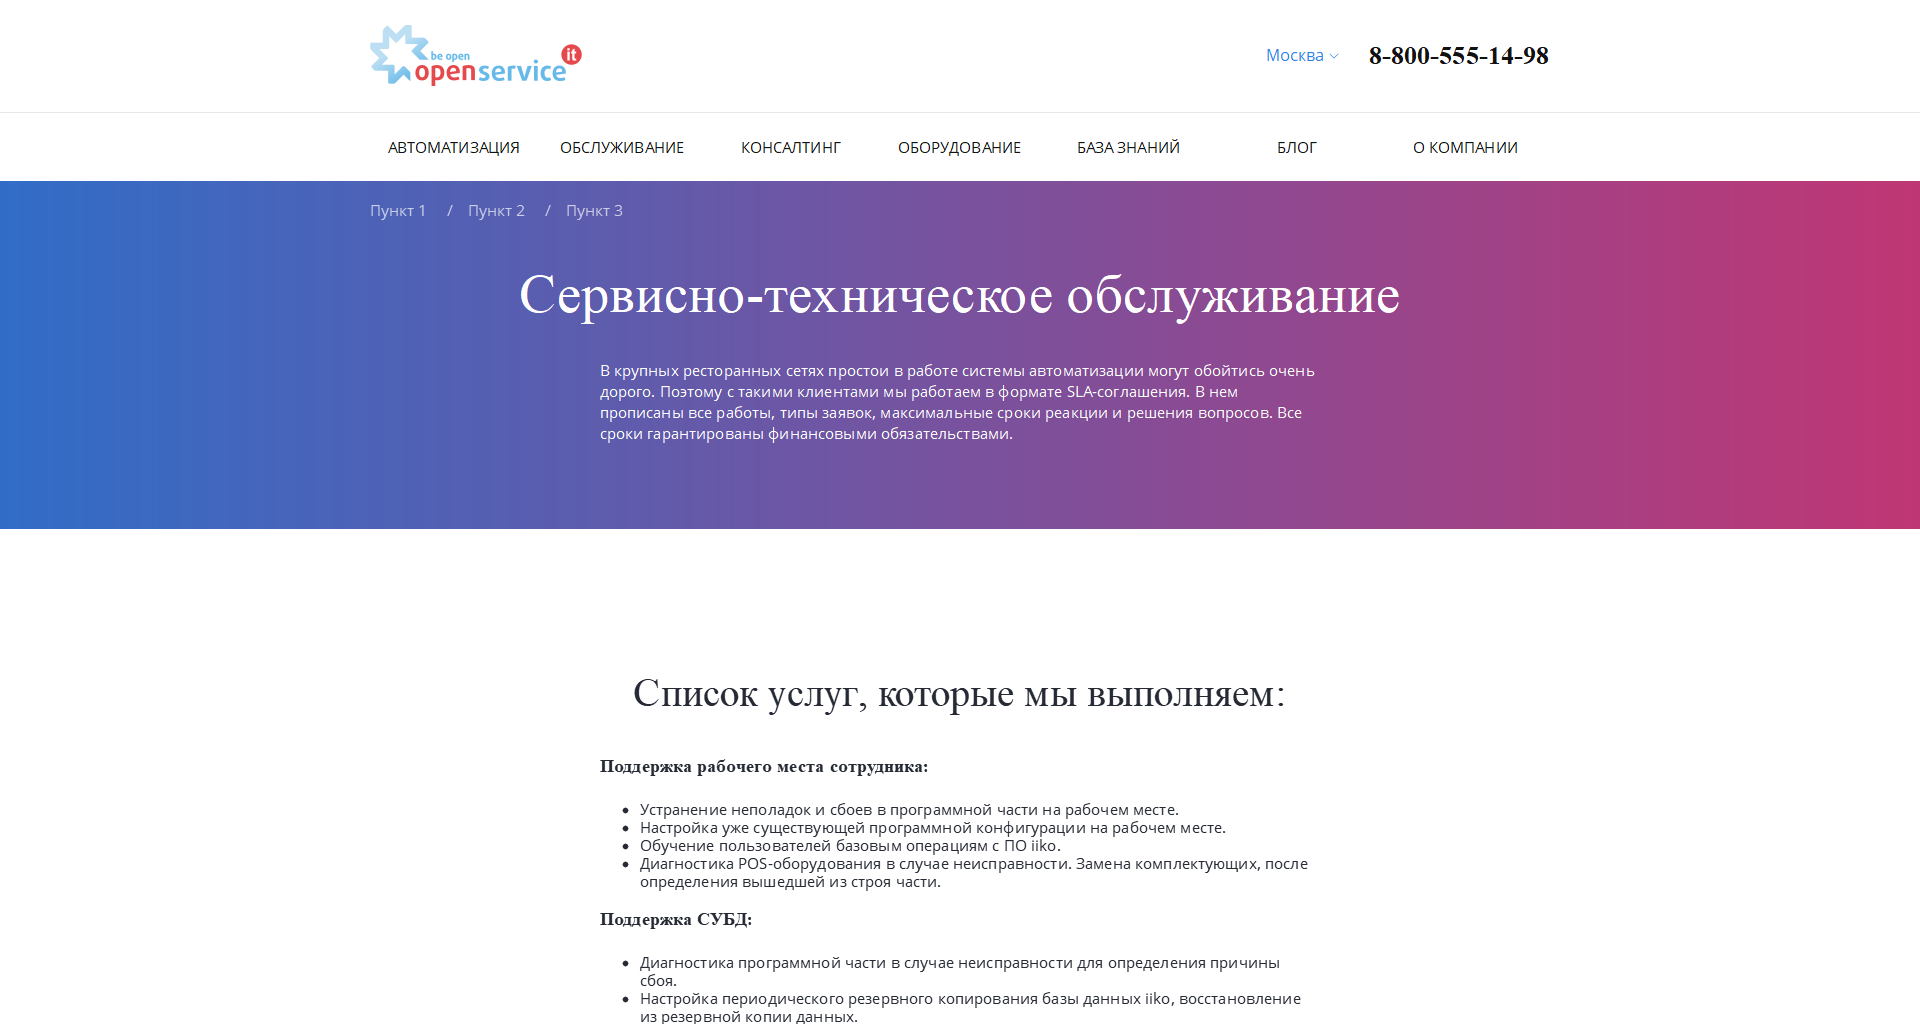 be open
openservice it
Москва
8-800-555-14-98
АВТОМАТИЗАЦИЯ ОБСЛУЖИВАНИЕ КОНСАЛТИНГ ОБОРУДОВАНИЕ БАЗА ЗНАНИЙ БЛОГ О КОМПАНИИ
Пункт 1 / Пункт 2 / Пункт 3
Сервисно-техническое обслуживание
В крупных ресторанных сетях простои в работе системы автоматизации могут обойтись очень
дорого. Поэтому с такими клиентами мы работаем в формате SLA-соглашения. В нем
прописаны все работы, типы заявок, максимальные сроки реакции и решения вопросов. Все
сроки гарантированы финансовыми обязательствами.
Список услуг, которые мы выполняем:
Поддержка рабочего места сотрудника:
• Устранение неполадок и сбоев в программной части на рабочем месте.
• Настройка уже существующей программной конфигурации на рабочем месте.
• Обучение пользователей базовым операциям с ПО iiko.
• Диагностика POS-оборудования в случае неисправности. Замена комплектующих, после
определения вышедшей из строя части.
Поддержка СУБД:
• Диагностика программной части в случае неисправности для определения причины
сбоя.
• Настройка периодического резервного копирования базы данных iiko, восстановление
из резервной копии данных.